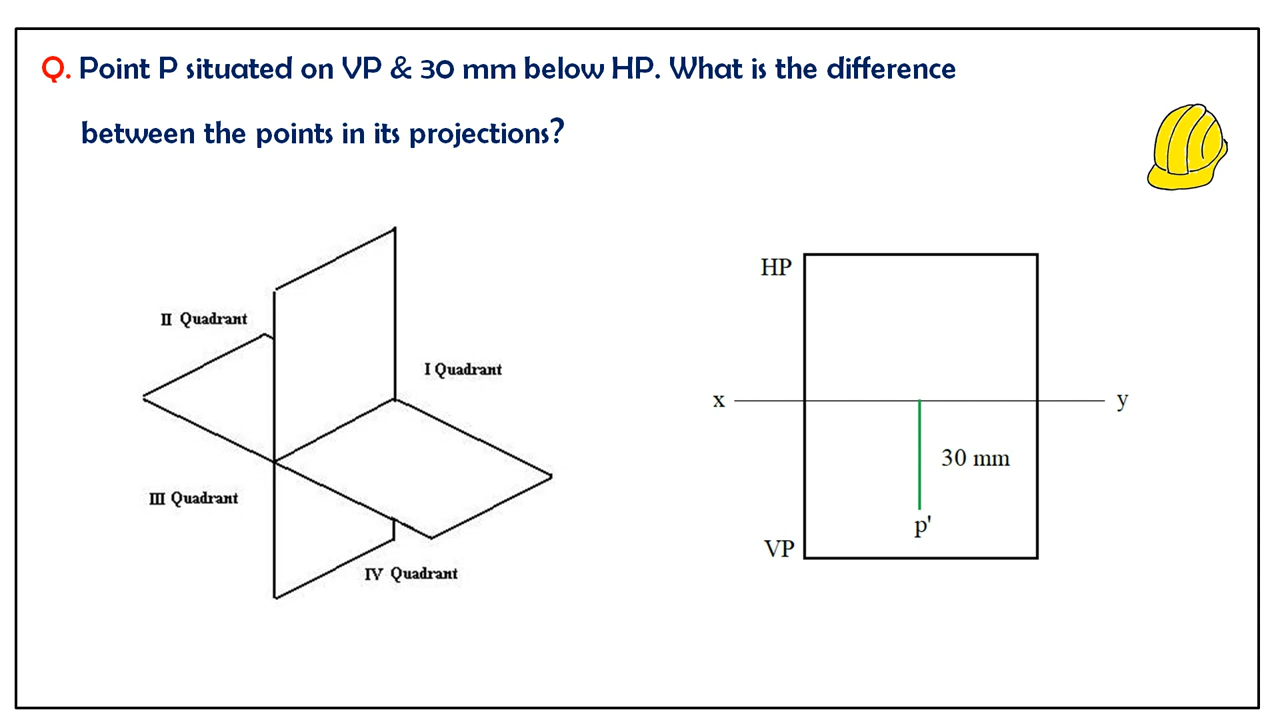 Q. Point P situated on VP & 30 mm below HP. What is the difference
between the points in its projections?
II Quadrant
I Quadrant
III Quadrant
IV Quadrant
HP
x
y
30 mm
p'
VP